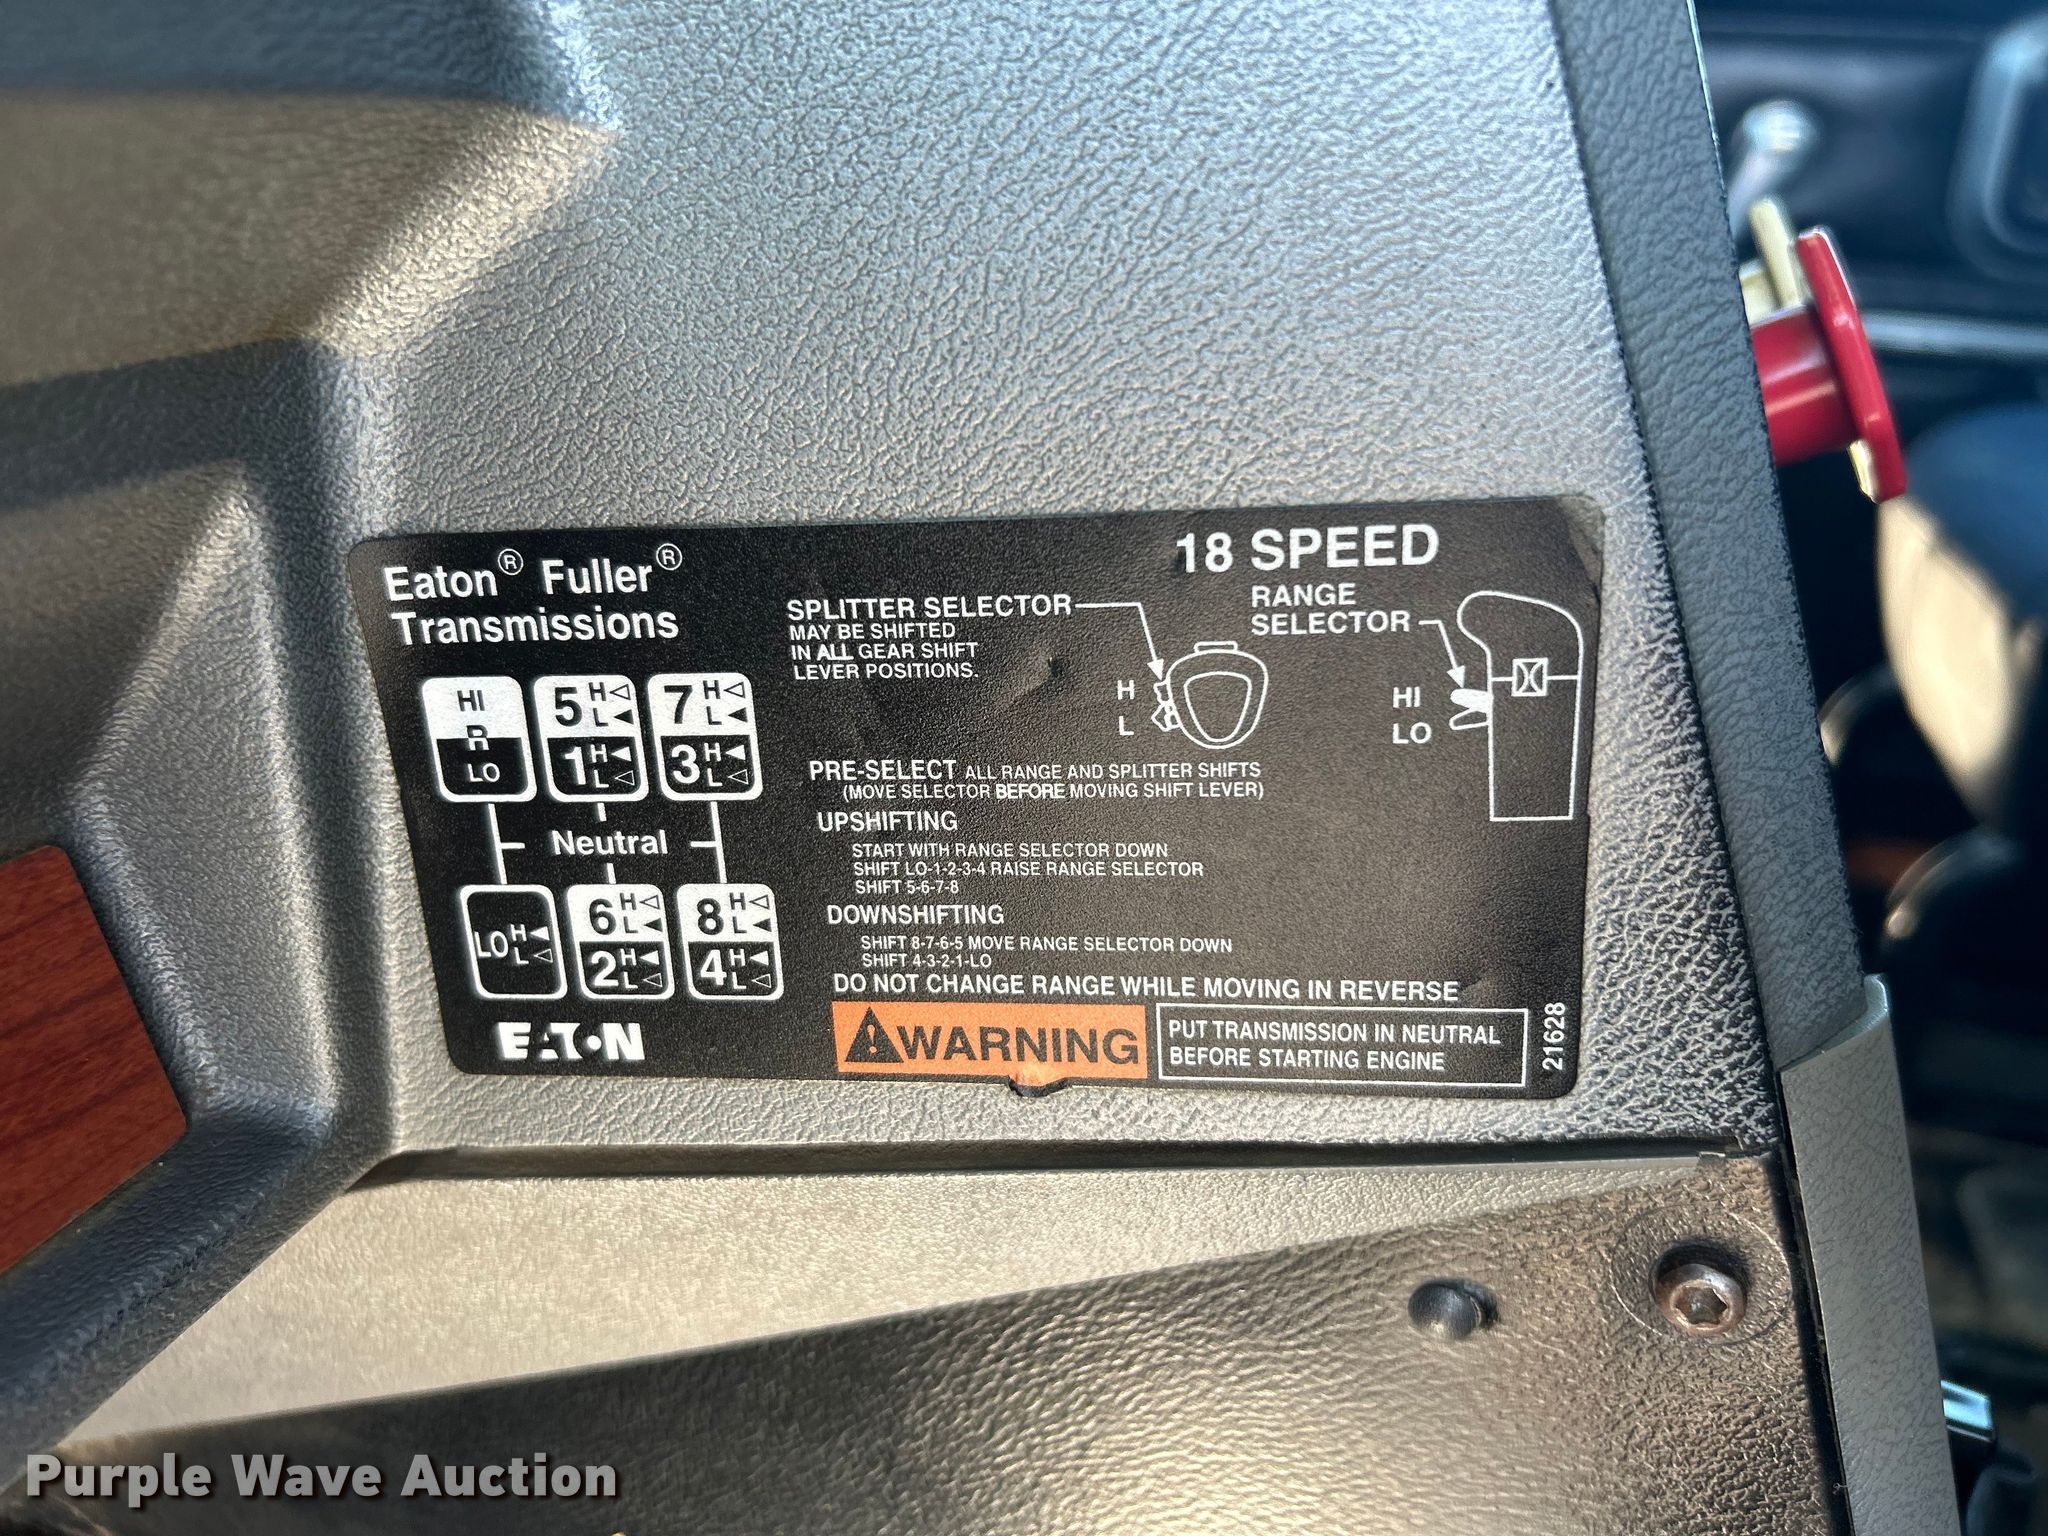 Eaton® Fuller®
Transmissions
18 SPEED
SPLITTER SELECTOR
MAY BE SHIFTED
IN ALL GEAR SHIFT
LEVER POSITIONS.
H
L
RANGE
SELECTOR
HI
LO
HI
R
LO
5 H
L
1 H
L
7 H
L
3 H
L
Neutral
LO H
L
6 H
L
2 H
L
8 H
L
4 H
L
EATON
PRE-SELECT ALL RANGE AND SPLITTER SHIFTS
(MOVE SELECTOR BEFORE MOVING SHIFT LEVER)
UPSHIFTING
START WITH RANGE SELECTOR DOWN
SHIFT LO-1-2-3-4 RAISE RANGE SELECTOR
SHIFT 5-6-7-8
DOWNSHIFTING
SHIFT 8-7-6-5 MOVE RANGE SELECTOR DOWN
SHIFT 4-3-2-1-LO
DO NOT CHANGE RANGE WHILE MOVING IN REVERSE
WARNING
PUT TRANSMISSION IN NEUTRAL
BEFORE STARTING ENGINE
21628
Purple Wave Auction